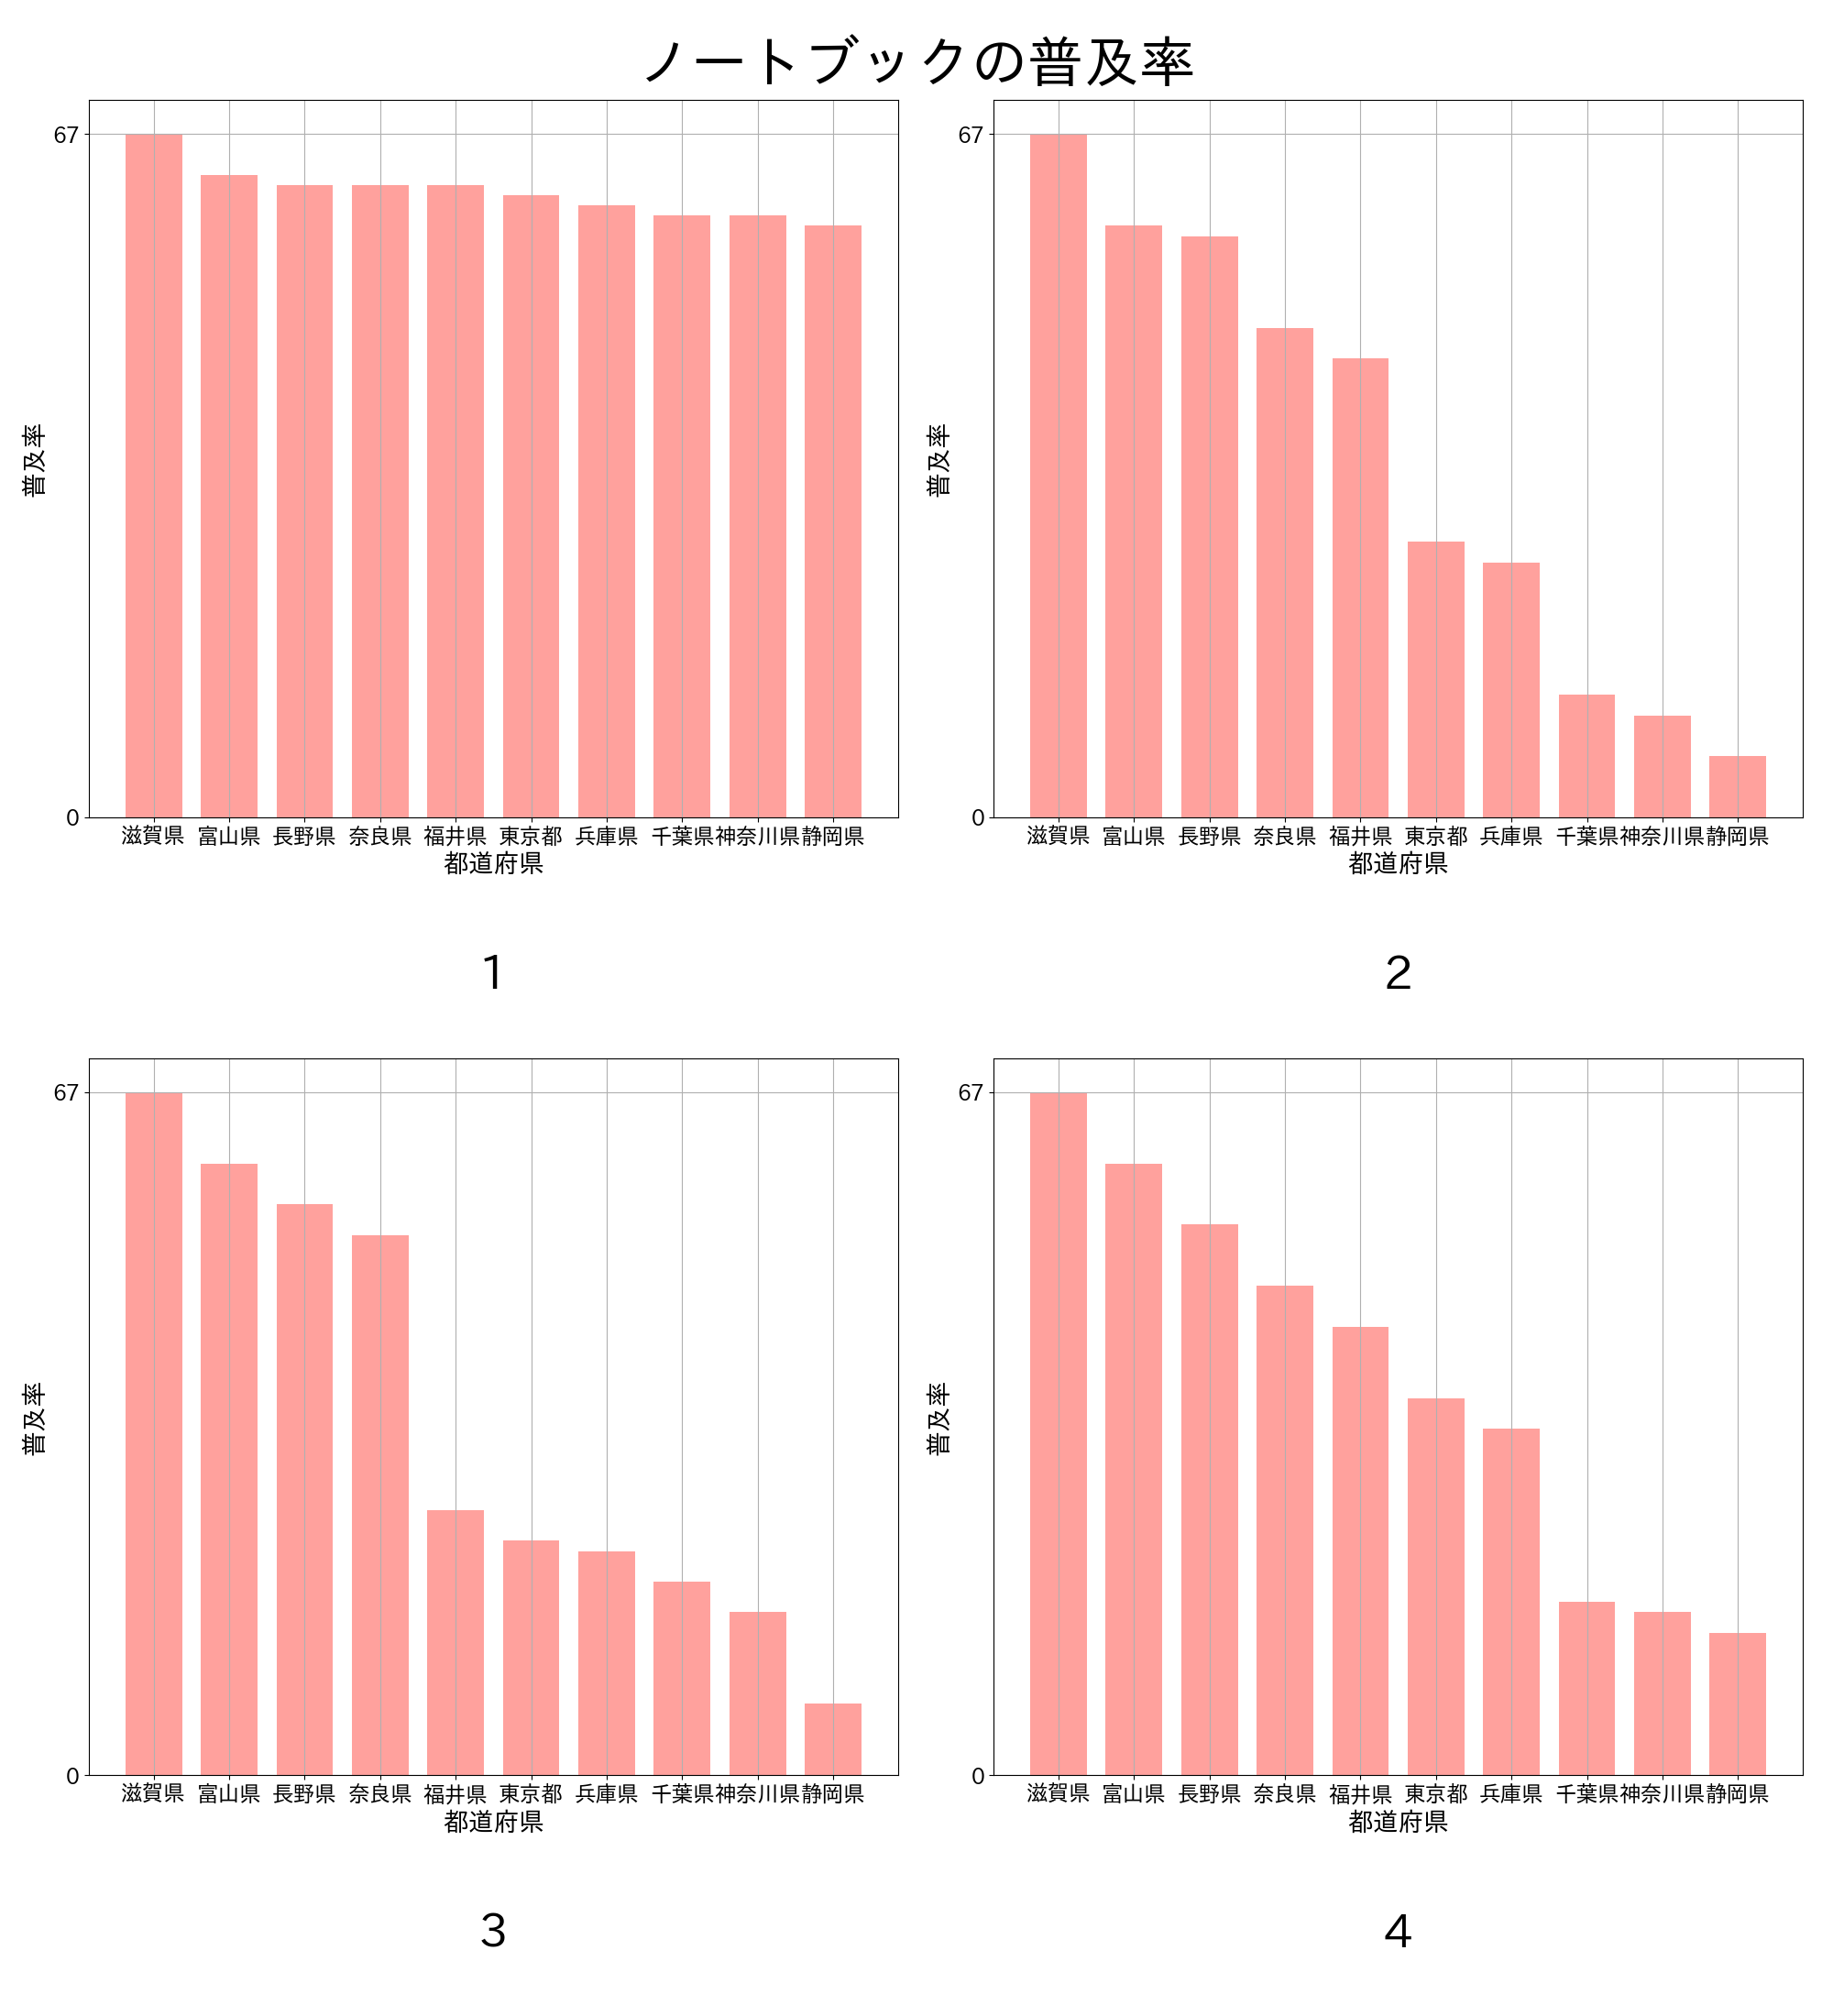 ノートブックの普及率
67
0
普及率
滋賀県 富山県 長野県 奈良県 福井県 東京都 兵庫県 千葉県 神奈川県 静岡県
都道府県
1
67
0
普及率
滋賀県 富山県 長野県 奈良県 福井県 東京都 兵庫県 千葉県 神奈川県 静岡県
都道府県
2
67
0
普及率
滋賀県 富山県 長野県 奈良県 福井県 東京都 兵庫県 千葉県 神奈川県 静岡県
都道府県
3
67
0
普及率
滋賀県 富山県 長野県 奈良県 福井県 東京都 兵庫県 千葉県 神奈川県 静岡県
都道府県
4